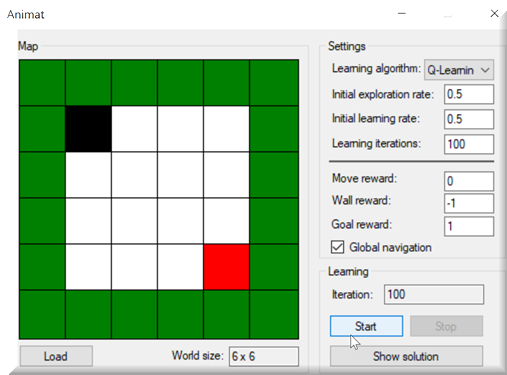 Animat
Map
Settings
Learning algorithm: Q-Learnin
Initial exploration rate: 0.5
Initial learning rate: 0.5
Learning iterations: 100
Move reward: 0
Wall reward: -1
Goal reward: 1
Global navigation
Learning
Iteration: 100
Start Stop
Load World size: 6 x 6 Show solution